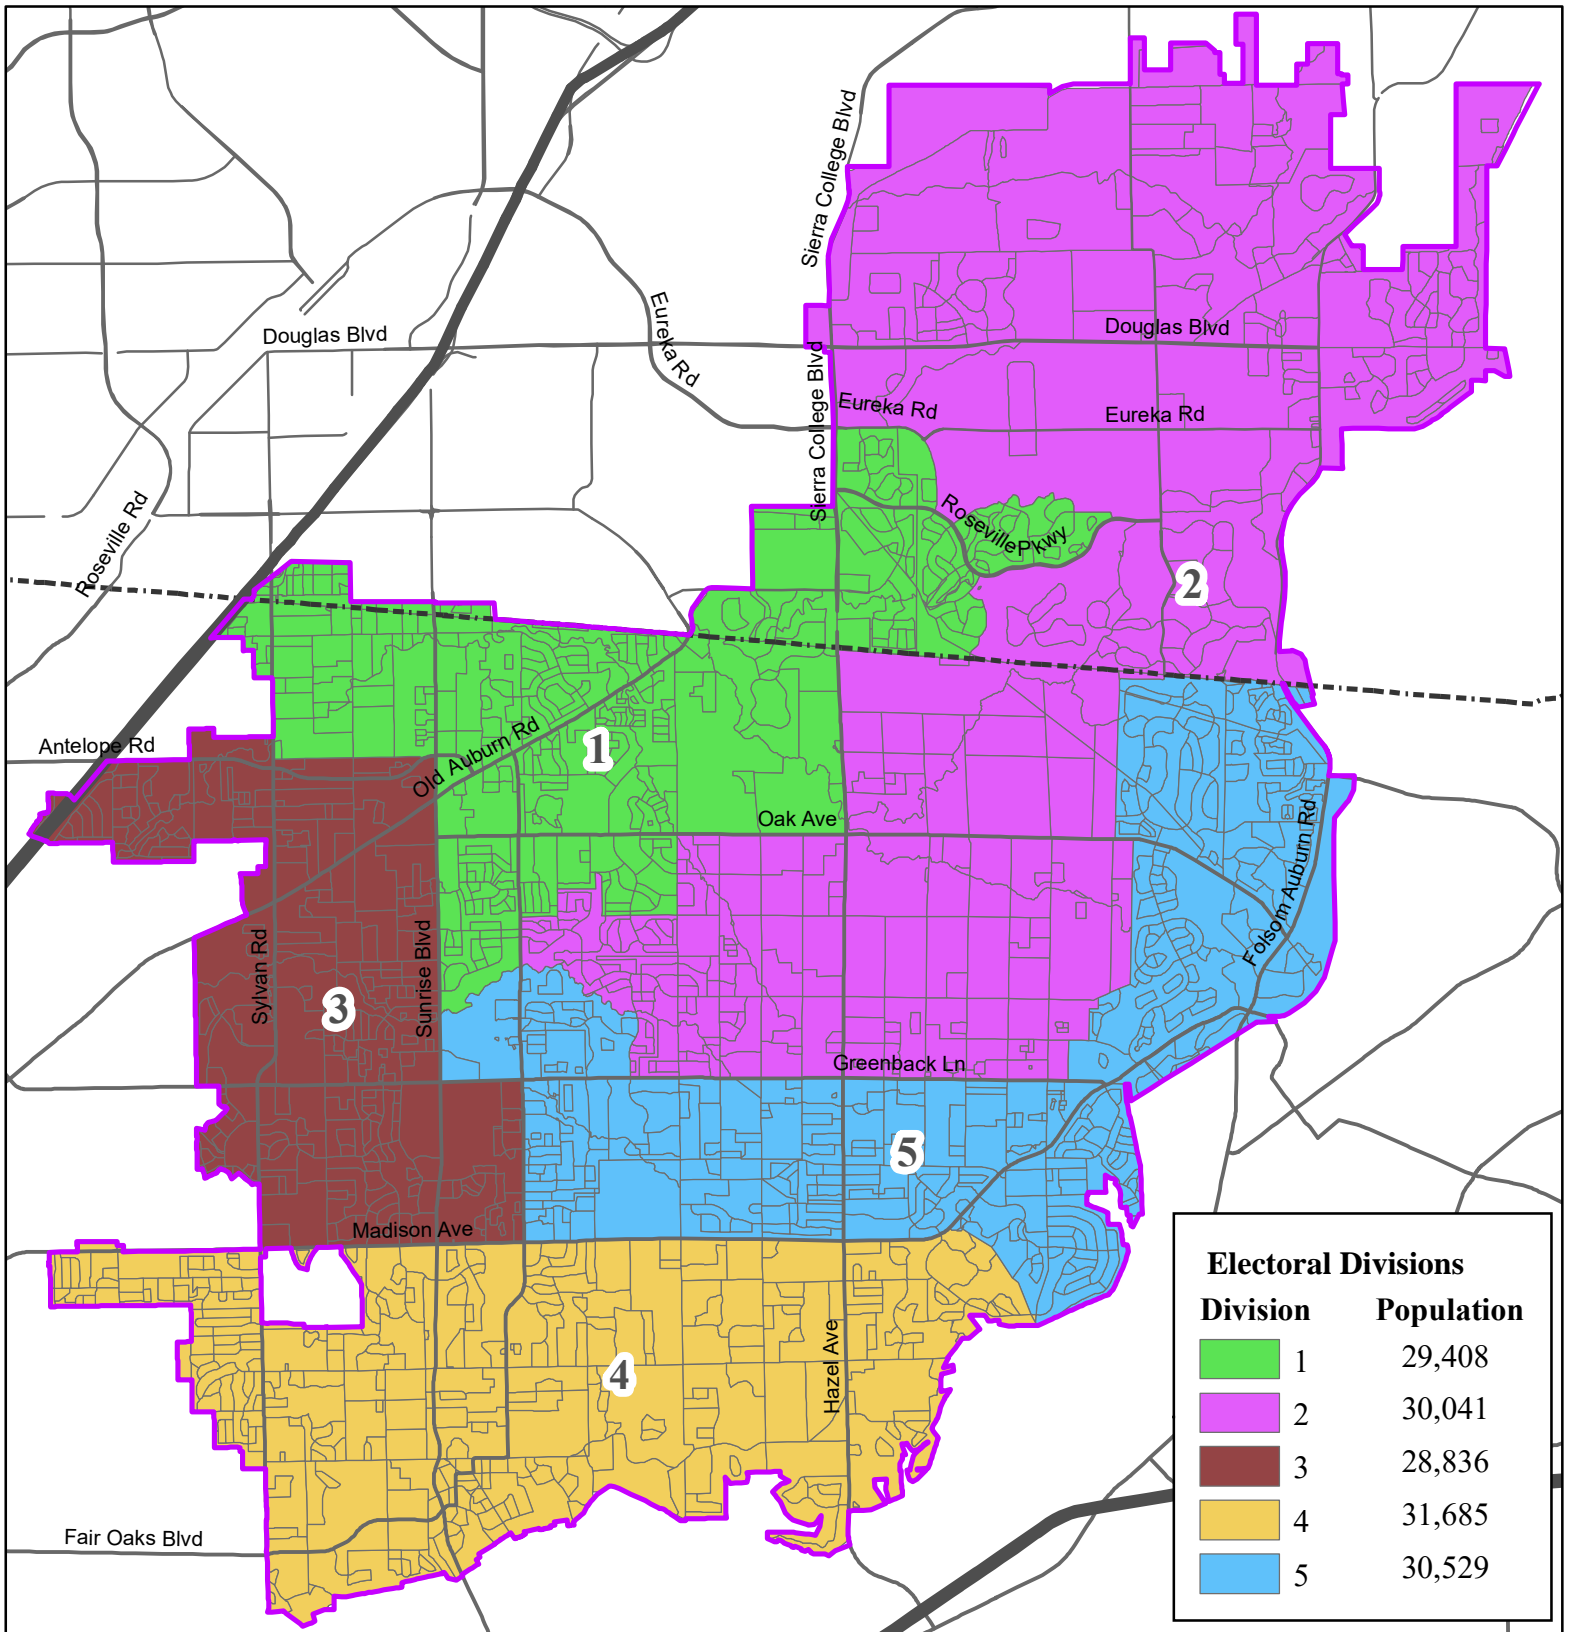 Sierra College Blvd
Douglas Blvd
Eureka Rd
Douglas Blvd
Sierra College Blvd
Eureka Rd
Eureka Rd
Roseville Rd
Roseville Pkwy
2
Antelope Rd
Old Auburn Rd
1
Oak Ave
Folsom Auburn Rd
Sylvan Rd
Sunrise Blvd
3
Greenback Ln
5
Madison Ave
Hazel Ave
4
Fair Oaks Blvd
Electoral Divisions
Division Population
1 29,408
2 30,041
3 28,836
4 31,685
5 30,529